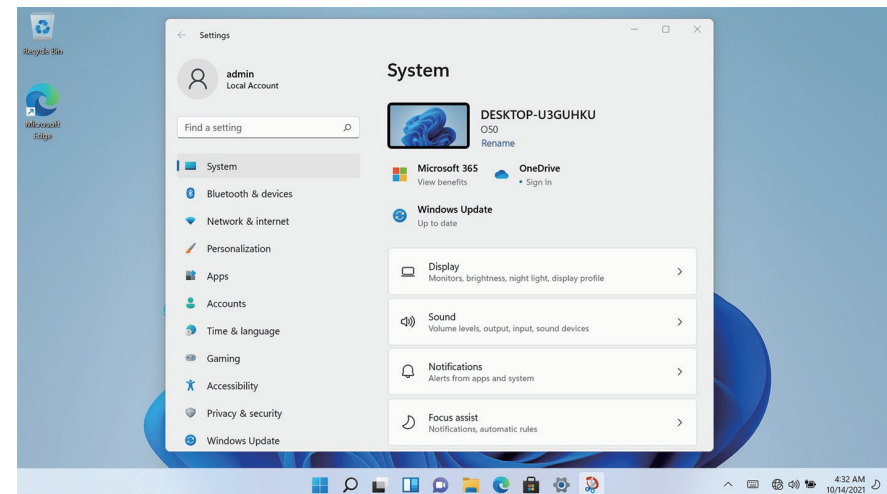 Recycle Bin
Microsoft
Edge
Settings
admin
Local Account
Find a setting
System
Bluetooth & devices
Network & internet
Personalization
Apps
Accounts
Time & language
Gaming
Accessibility
Privacy & security
Windows Update
System
DESKTOP-U3GUHKU
O50
Rename
Microsoft 365
View benefits
OneDrive
• Sign In
Windows Update
Up to date
Display
Monitors, brightness, night light, display profile
Sound
Volume levels, output, input, sound devices
Notifications
Alerts from apps and system
Focus assist
Notifications, automatic rules
4:32 AM
10/14/2021